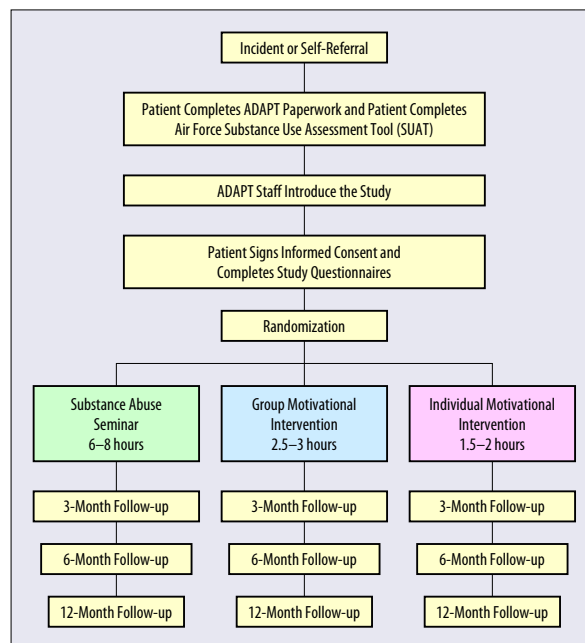 Incident or Self-Referral
Patient Completes ADAPT Paperwork and Patient Completes
Air Force Substance Use Assessment Tool (SUAT)
ADAPT Staff Introduce the Study
Patient Signs Informed Consent and
Completes Study Questionnaires
Randomization
Substance Abuse
Seminar
6–8 hours
Group Motivational
Intervention
2.5–3 hours
Individual Motivational
Intervention
1.5–2 hours
3-Month Follow-up
3-Month Follow-up
3-Month Follow-up
6-Month Follow-up
6-Month Follow-up
6-Month Follow-up
12-Month Follow-up
12-Month Follow-up
12-Month Follow-up